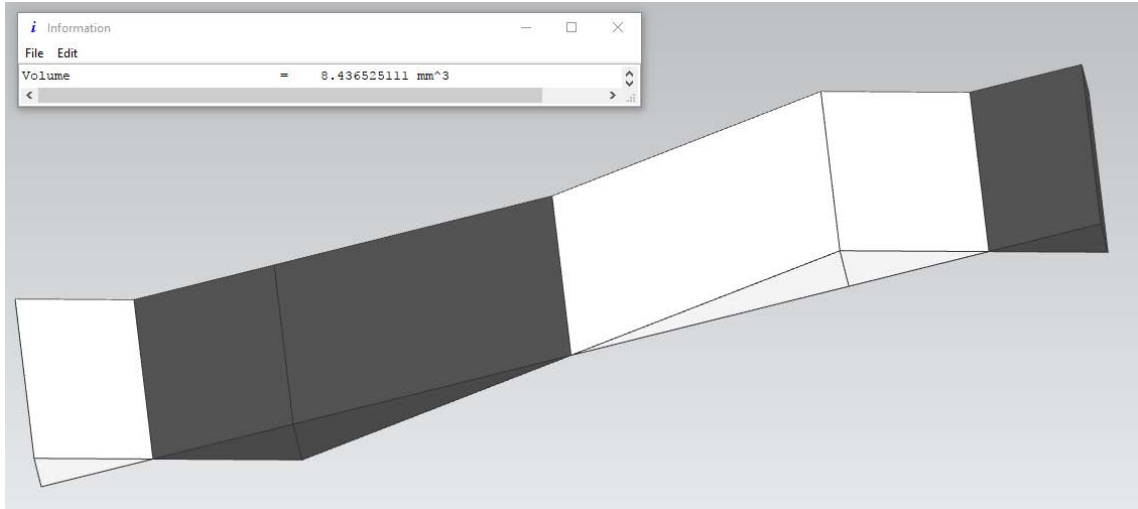 i Information
File Edit
Volume = 8.436525111 mm^3